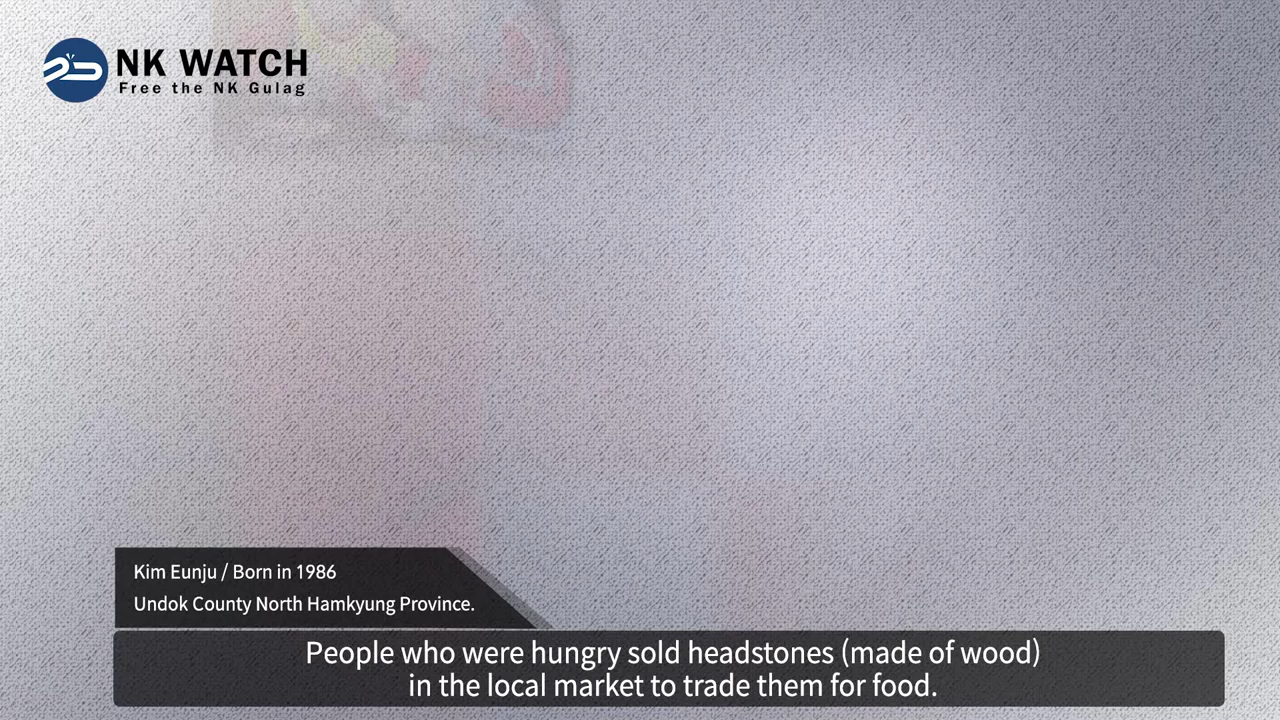 NK WATCH
Free the NK Gulag
Kim Eunju / Born in 1986
Undok County North Hamkyung Province.
People who were hungry sold headstones (made of wood)
in the local market to trade them for food.